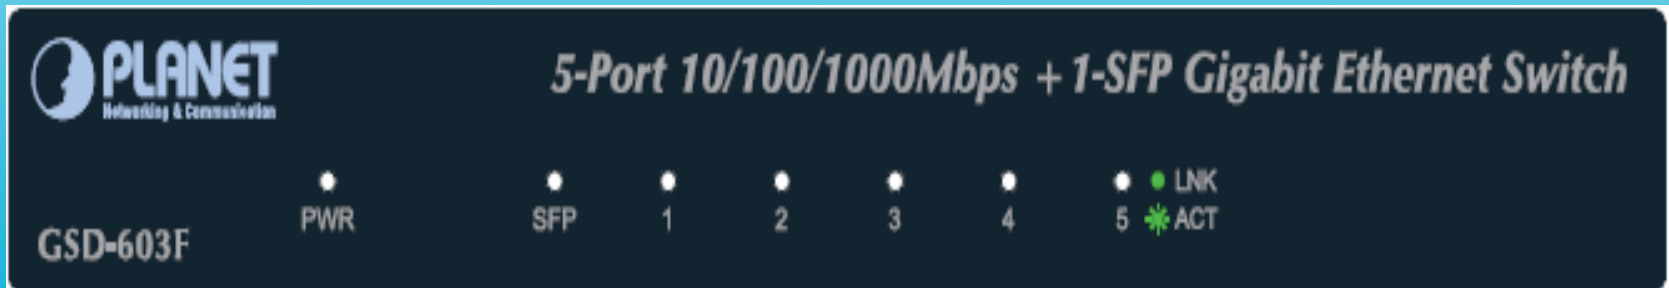 PLANET
Networking & Communication
5-Port 10/100/1000Mbps + 1-SFP Gigabit Ethernet Switch
LNK
PWR SFP 1 2 3 4 5 ACT
GSD-603F